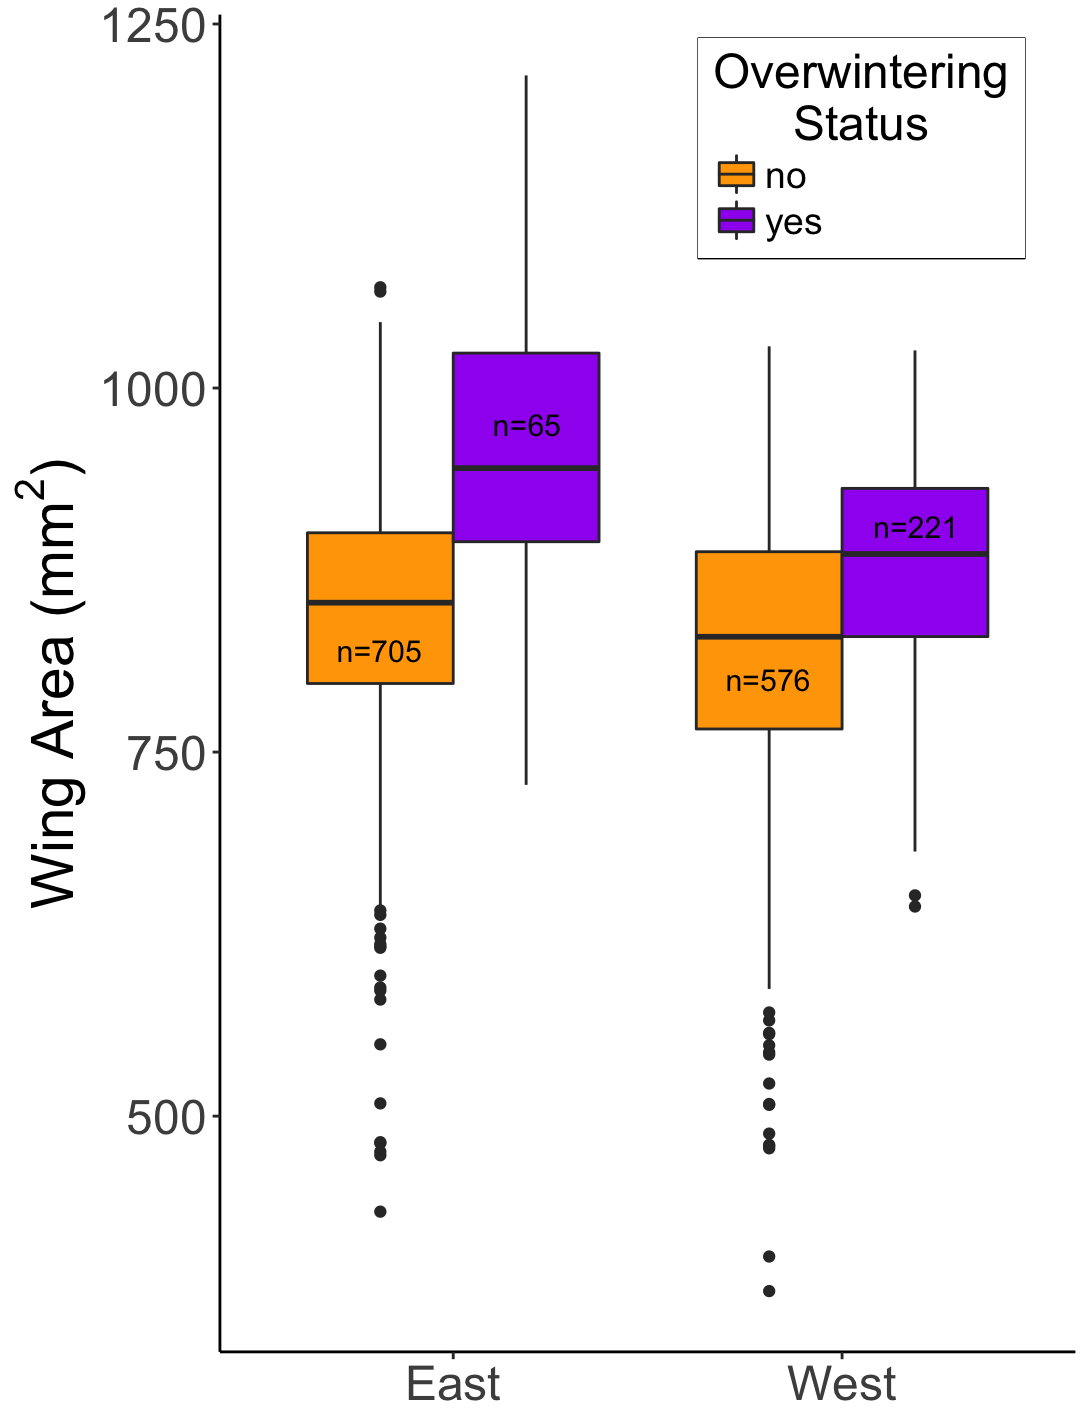 1250
1000
750
500
Wing Area (mm²)
Overwintering
Status
no
yes
n=65
n=705
n=221
n=576
East
West